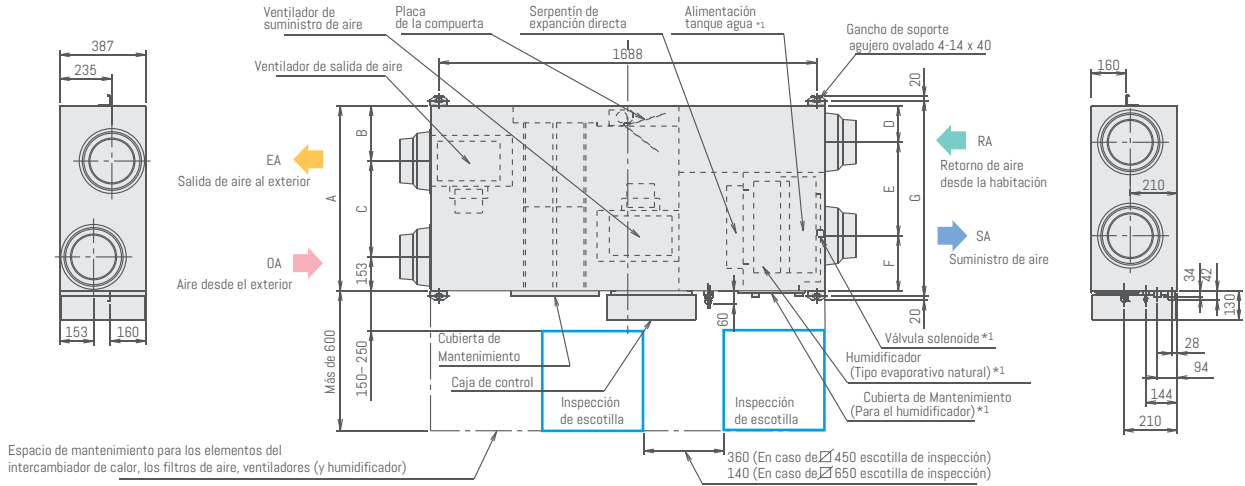 Ventilador de
suministro de aire
Placa
de la compuerta
Serpentín de
expanción directa
Alimentación
tanque agua *1
Gancho de soporte
agujero ovalado 4-14 x 40
387
235
Ventilador de salida de aire
1688
20
160
B
D
EA
Salida de aire al exterior
RA
Retorno de aire
desde la habitación
A
C
E
G
210
OA
Aire desde el exterior
SA
Suministro de aire
153
F
34
42
130
153
160
60
20
Más de 600
150– 250
Cubierta de
Mantenimiento
Caja de control
Válvula solenoide *1
Humidificador
(Tipo evaporativo natural) *1
Cubierta de Mantenimiento
(Para el humidificador) *1
28
94
144
210
Inspección
de escotilla
Inspección
de escotilla
Espacio de mantenimiento para los elementos del
intercambiador de calor, los filtros de aire, ventiladores (y humidificador)
360 (En caso de 450 escotilla de inspección)
140 (En caso de 650 escotilla de inspección)